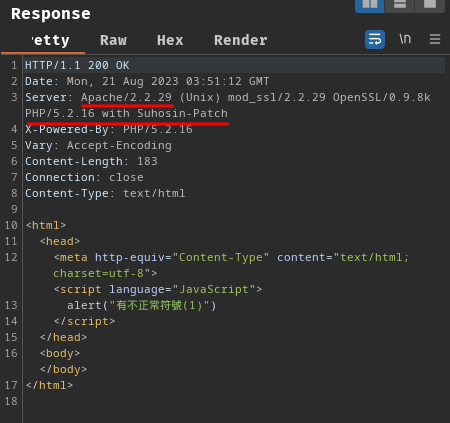 Response
etty Raw Hex Render \n
1 HTTP/1.1 200 OK
2 Date: Mon, 21 Aug 2023 03:51:12 GMT
3 Server: Apache/2.2.29 (Unix) mod_ssl/2.2.29 OpenSSL/0.9.8k
PHP/5.2.16 with Suhosin-Patch
4 X-Powered-By: PHP/5.2.16
5 Vary: Accept-Encoding
6 Content-Length: 183
7 Connection: close
8 Content-Type: text/html
9
10 <html>
11 <head>
12 <meta http-equiv="Content-Type" content="text/html;
charset=utf-8">
<script language="JavaScript">
13 alert("有不正常符號(1)")
14 </script>
15 </head>
16 <body>
</body>
17 </html>
18